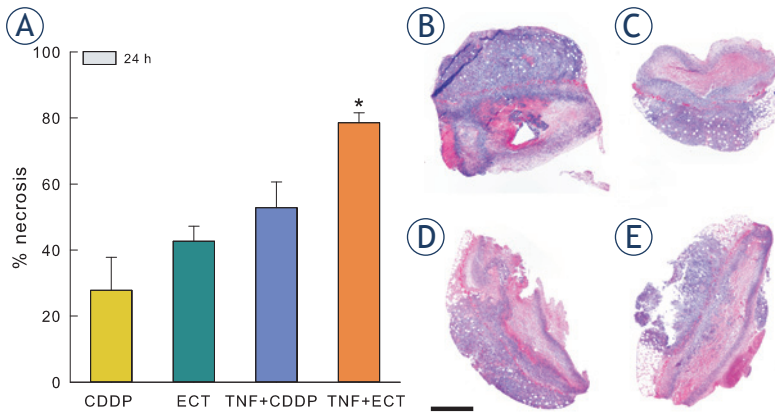 A
24 h
% necrosis
100
80
60
40
20
0
*
CDDP ECT TNF+CDDP TNF+ECT
B
C
D
E